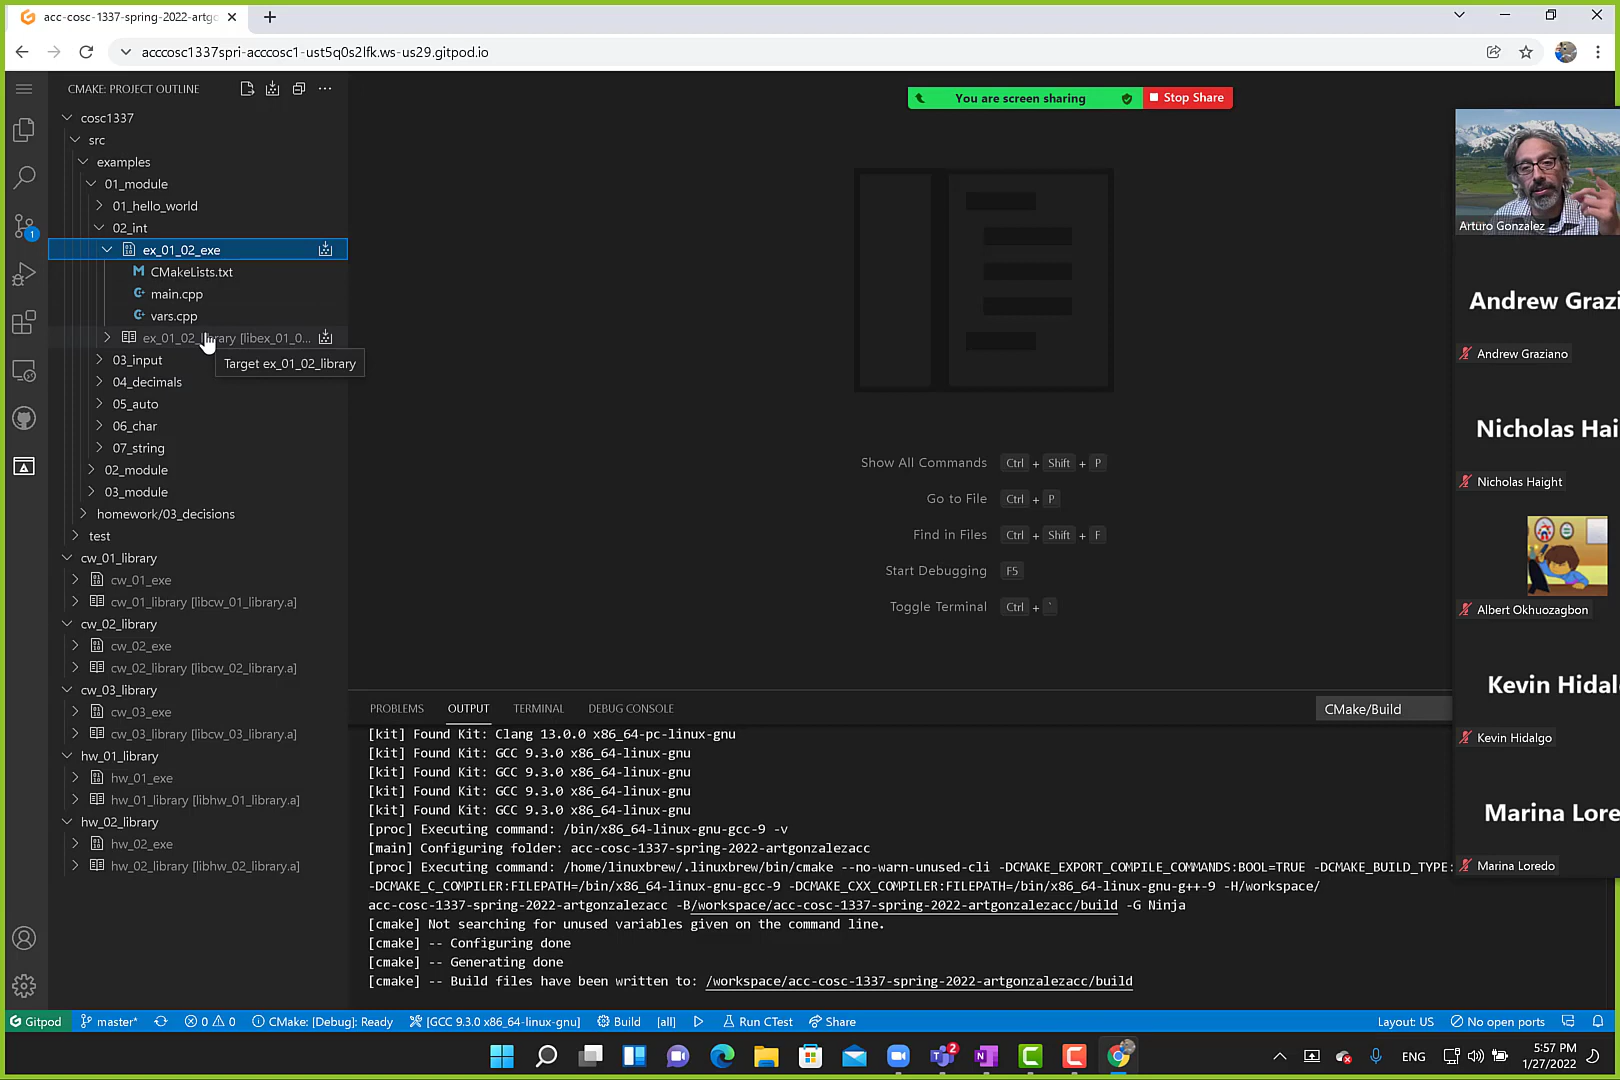 acc-cosc-1337-spring-2022-artgo
acccosc1337spri-acccosc1-ust5q0s2lfk.ws-us29.gitpod.io
CMAKE: PROJECT OUTLINE
You are screen sharing
Stop Share
cosc1337
src
examples
01_module
01_hello_world
02_int
ex_01_02_exe
CMakeLists.txt
main.cpp
vars.cpp
ex_01_02_library [libex_01_0...
Target ex_01_02_library
03_input
04_decimals
05_auto
06_char
07_string
02_module
03_module
homework/03_decisions
test
cw_01_library
cw_01_exe
cw_01_library [libcw_01_library.a]
cw_02_library
cw_02_exe
cw_02_library [libcw_02_library.a]
cw_03_library
cw_03_exe
cw_03_library [libcw_03_library.a]
hw_01_library
hw_01_exe
hw_01_library [libhw_01_library.a]
hw_02_library
hw_02_exe
hw_02_library [libhw_02_library.a]
1
Show All Commands Ctrl + Shift + P
Go to File Ctrl + P
Find in Files Ctrl + Shift + F
Start Debugging F5
Toggle Terminal Ctrl + `
PROBLEMS OUTPUT TERMINAL DEBUG CONSOLE
CMake/Build
[kit] Found Kit: Clang 13.0.0 x86_64-pc-linux-gnu
[kit] Found Kit: GCC 9.3.0 x86_64-linux-gnu
[kit] Found Kit: GCC 9.3.0 x86_64-linux-gnu
[kit] Found Kit: GCC 9.3.0 x86_64-linux-gnu
[kit] Found Kit: GCC 9.3.0 x86_64-linux-gnu
[proc] Executing command: /bin/x86_64-linux-gnu-gcc-9 -v
[main] Configuring folder: acc-cosc-1337-spring-2022-artgonzalezacc
[proc] Executing command: /home/linuxbrew/.linuxbrew/bin/cmake --no-warn-unused-cli -DCMAKE_EXPORT_COMPILE_COMMANDS:BOOL=TRUE -DCMAKE_BUILD_TYPE:
-DCMAKE_C_COMPILER:FILEPATH=/bin/x86_64-linux-gnu-gcc-9 -DCMAKE_CXX_COMPILER:FILEPATH=/bin/x86_64-linux-gnu-g++-9 -H/workspace/
acc-cosc-1337-spring-2022-artgonzalezacc -B/workspace/acc-cosc-1337-spring-2022-artgonzalezacc/build -G Ninja
[cmake] Not searching for unused variables given on the command line.
[cmake] -- Configuring done
[cmake] -- Generating done
[cmake] -- Build files have been written to: /workspace/acc-cosc-1337-spring-2022-artgonzalezacc/build
Arturo Gonzalez
Andrew Grazi
Andrew Graziano
Nicholas Hai
Nicholas Haight
Albert Okhuozagbon
Kevin Hidal
Kevin Hidalgo
Marina Lore
Marina Loredo
Gitpod master* 0 0 CMake: [Debug]: Ready [GCC 9.3.0 x86_64-linux-gnu] Build [all] Run CTest Share Layout: US No open ports
2
ENG
5:57 PM
1/27/2022